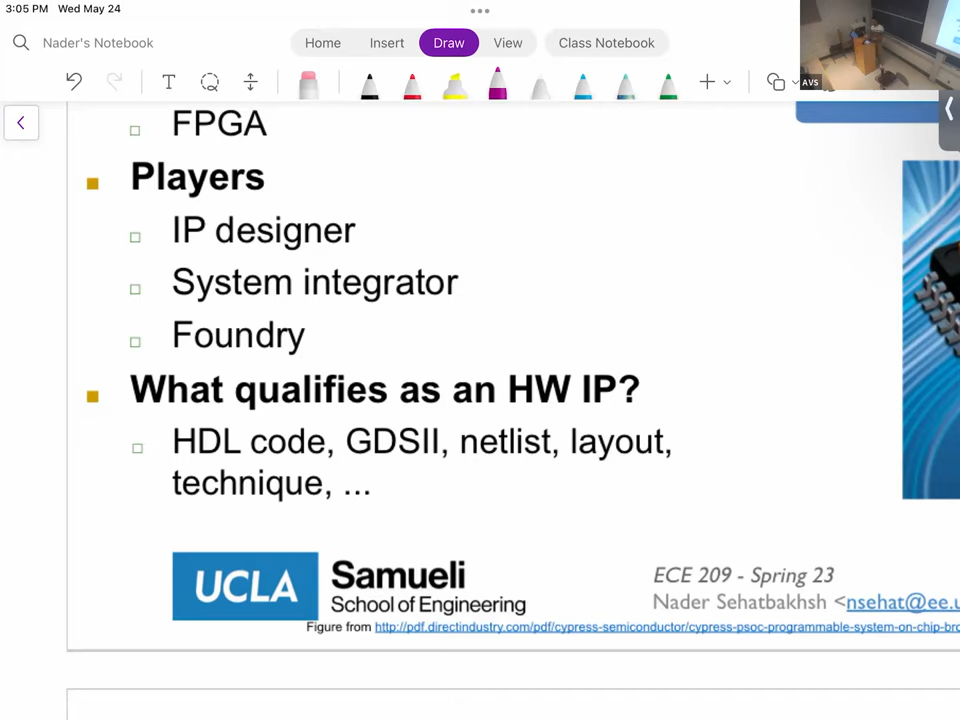 3:05 PM Wed May 24
Nader's Notebook
Home Insert Draw View Class Notebook
T
AVS
FPGA
Players
IP designer
System integrator
Foundry
What qualifies as an HW IP?
HDL code, GDSII, netlist, layout,
technique, ...
UCLA Samueli
School of Engineering
ECE 209 - Spring 23
Nader Sehatbakhsh <nsehat@ee.u
Figure from http://pdf.directindustry.com/pdf/cypress-semiconductor/cypress-psoc-programmable-system-on-chip-bro